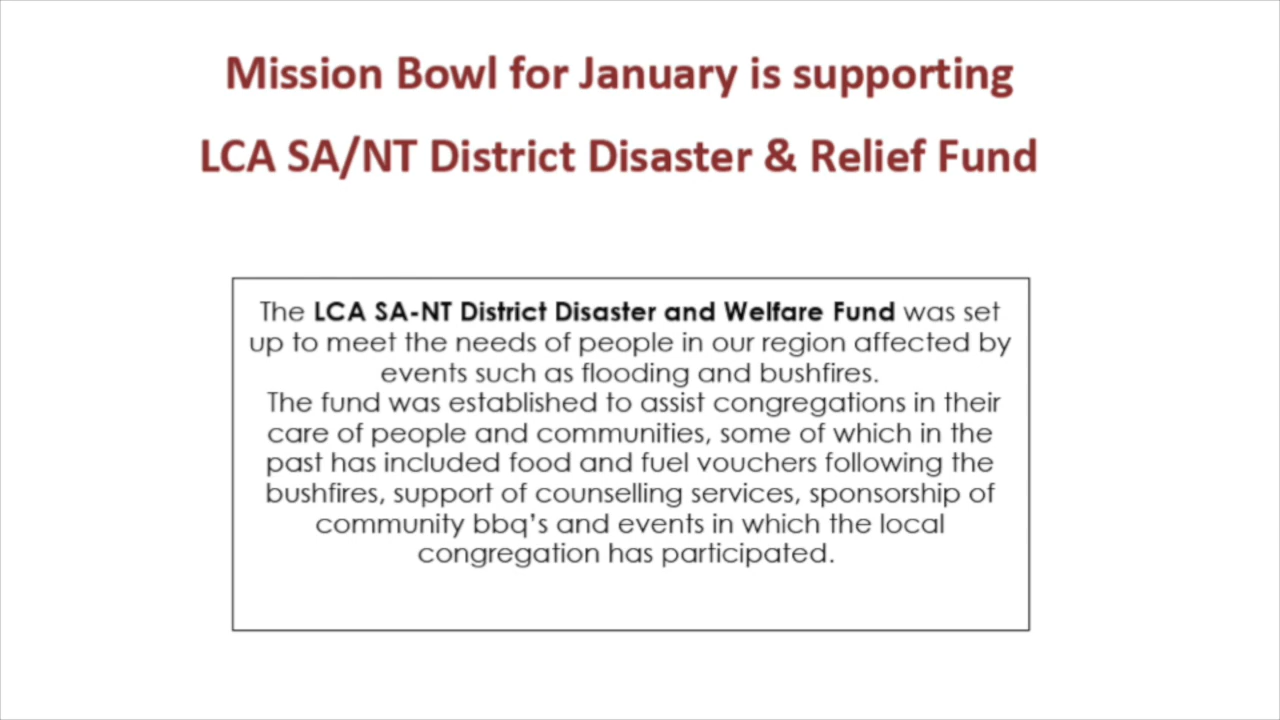 Mission Bowl for January is supporting
LCA SA/NT District Disaster & Relief Fund
The LCA SA-NT District Disaster and Welfare Fund was set
up to meet the needs of people in our region affected by
events such as flooding and bushfires.
The fund was established to assist congregations in their
care of people and communities, some of which in the
past has included food and fuel vouchers following the
bushfires, support of counselling services, sponsorship of
community bbq's and events in which the local
congregation has participated.